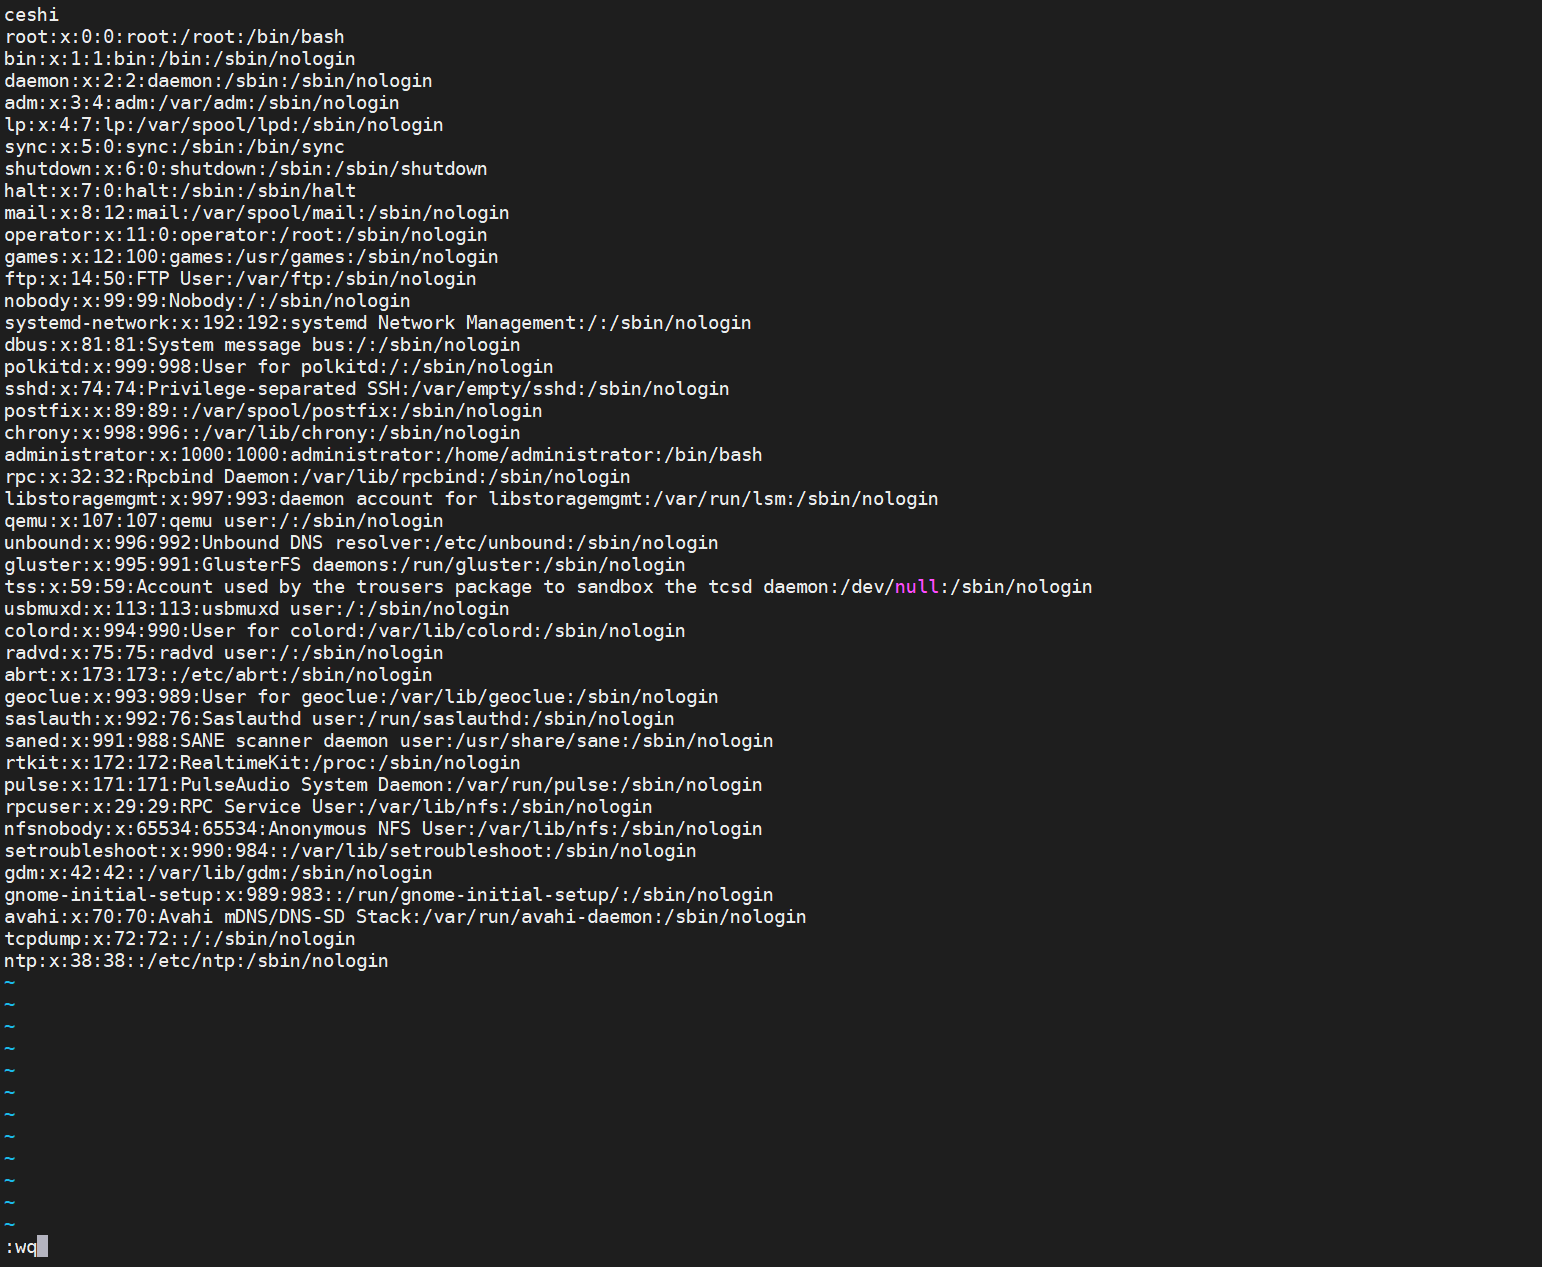 ceshi
root:x:0:0:root:/root:/bin/bash
bin:x:1:1:bin:/bin:/sbin/nologin
daemon:x:2:2:daemon:/sbin:/sbin/nologin
adm:x:3:4:adm:/var/adm:/sbin/nologin
lp:x:4:7:lp:/var/spool/lpd:/sbin/nologin
sync:x:5:0:sync:/sbin:/bin/sync
shutdown:x:6:0:shutdown:/sbin:/sbin/shutdown
halt:x:7:0:halt:/sbin:/sbin/halt
mail:x:8:12:mail:/var/spool/mail:/sbin/nologin
operator:x:11:0:operator:/root:/sbin/nologin
games:x:12:100:games:/usr/games:/sbin/nologin
ftp:x:14:50:FTP User:/var/ftp:/sbin/nologin
nobody:x:99:99:Nobody:/:/sbin/nologin
systemd-network:x:192:192:systemd Network Management:/:/sbin/nologin
dbus:x:81:81:System message bus:/:/sbin/nologin
polkitd:x:999:998:User for polkitd:/:/sbin/nologin
sshd:x:74:74:Privilege-separated SSH:/var/empty/sshd:/sbin/nologin
postfix:x:89:89::/var/spool/postfix:/sbin/nologin
chrony:x:998:996::/var/lib/chrony:/sbin/nologin
administrator:x:1000:1000:administrator:/home/administrator:/bin/bash
rpc:x:32:32:Rpcbind Daemon:/var/lib/rpcbind:/sbin/nologin
libstoragemgmt:x:997:993:daemon account for libstoragemgmt:/var/run/lsm:/sbin/nologin
qemu:x:107:107:qemu user:/:/sbin/nologin
unbound:x:996:992:Unbound DNS resolver:/etc/unbound:/sbin/nologin
gluster:x:995:991:GlusterFS daemons:/run/gluster:/sbin/nologin
tss:x:59:59:Account used by the trousers package to sandbox the tcsd daemon:/dev/null:/sbin/nologin
usbmuxd:x:113:113:usbmuxd user:/:/sbin/nologin
colord:x:994:990:User for colord:/var/lib/colord:/sbin/nologin
radvd:x:75:75:radvd user:/:/sbin/nologin
abrt:x:173:173::/etc/abrt:/sbin/nologin
geoclue:x:993:989:User for geoclue:/var/lib/geoclue:/sbin/nologin
saslauth:x:992:76:Saslauthd user:/run/saslauthd:/sbin/nologin
saned:x:991:988:SANE scanner daemon user:/usr/share/sane:/sbin/nologin
rtkit:x:172:172:RealtimeKit:/proc:/sbin/nologin
pulse:x:171:171:PulseAudio System Daemon:/var/run/pulse:/sbin/nologin
rpcuser:x:29:29:RPC Service User:/var/lib/nfs:/sbin/nologin
nfsnobody:x:65534:65534:Anonymous NFS User:/var/lib/nfs:/sbin/nologin
setroubleshoot:x:990:984::/var/lib/setroubleshoot:/sbin/nologin
gdm:x:42:42::/var/lib/gdm:/sbin/nologin
gnome-initial-setup:x:989:983::/run/gnome-initial-setup/:/sbin/nologin
avahi:x:70:70:Avahi mDNS/DNS-SD Stack:/var/run/avahi-daemon:/sbin/nologin
tcpdump:x:72:72::/:/sbin/nologin
ntp:x:38:38::/etc/ntp:/sbin/nologin
~
~
~
~
~
~
~
~
~
~
~
~
:wq